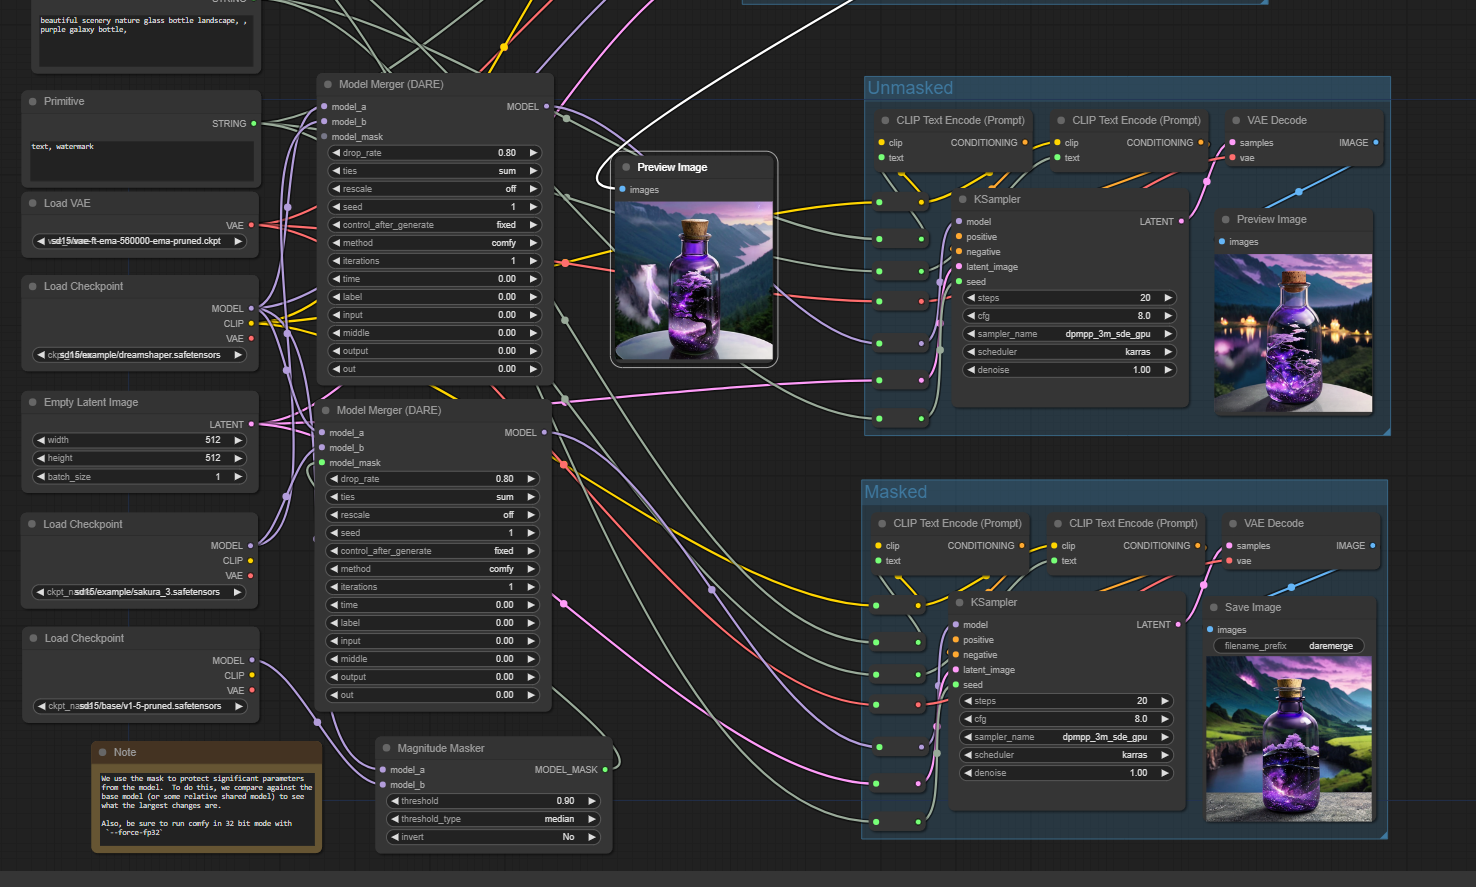 STRING
beautiful scenery nature glass bottle landscape, ,
purple galaxy bottle,
Primitive
STRING
text, watermark
Load VAE
VAE
sd15/vae-ft-ema-560000-ema-pruned.ckpt
Load Checkpoint
MODEL
CLIP
VAE
sd15/example/dreamshaper.safetensors
Empty Latent Image
LATENT
width 512
height 512
batch_size 1
Load Checkpoint
MODEL
CLIP
VAE
sd15/example/sakura_3.safetensors
Load Checkpoint
MODEL
CLIP
VAE
sd15/base/v1-5-pruned.safetensors
Note
We use the mask to protect significant parameters
from the model. To do this, we compare against the
base model (or some relative shared model) to see
what the largest changes are.
Also, be sure to run comfy in 32 bit mode with
`--force-fp32`
Model Merger (DARE)
model_a MODEL
model_b
model_mask
drop_rate 0.80
ties sum
rescale off
seed 1
control_after_generate fixed
method comfy
iterations 1
time 0.00
label 0.00
input 0.00
middle 0.00
output 0.00
out 0.00
Model Merger (DARE)
model_a MODEL
model_b
model_mask
drop_rate 0.80
ties sum
rescale off
seed 1
control_after_generate fixed
method comfy
iterations 1
time 0.00
label 0.00
input 0.00
middle 0.00
output 0.00
out 0.00
Magnitude Masker
model_a MODEL_MASK
model_b
threshold 0.90
threshold_type median
invert No
Preview Image
images
Unmasked
CLIP Text Encode (Prompt)
clip CONDITIONING
text
CLIP Text Encode (Prompt)
clip CONDITIONING
text
VAE Decode
samples IMAGE
vae
KSampler
model LATENT
positive
negative
latent_image
seed
steps 20
cfg 8.0
sampler_name dpmpp_3m_sde_gpu
scheduler karras
denoise 1.00
Preview Image
images
Masked
CLIP Text Encode (Prompt)
clip CONDITIONING
text
CLIP Text Encode (Prompt)
clip CONDITIONING
text
VAE Decode
samples IMAGE
vae
KSampler
model LATENT
positive
negative
latent_image
seed
steps 20
cfg 8.0
sampler_name dpmpp_3m_sde_gpu
scheduler karras
denoise 1.00
Save Image
images
filename_prefix daremerge